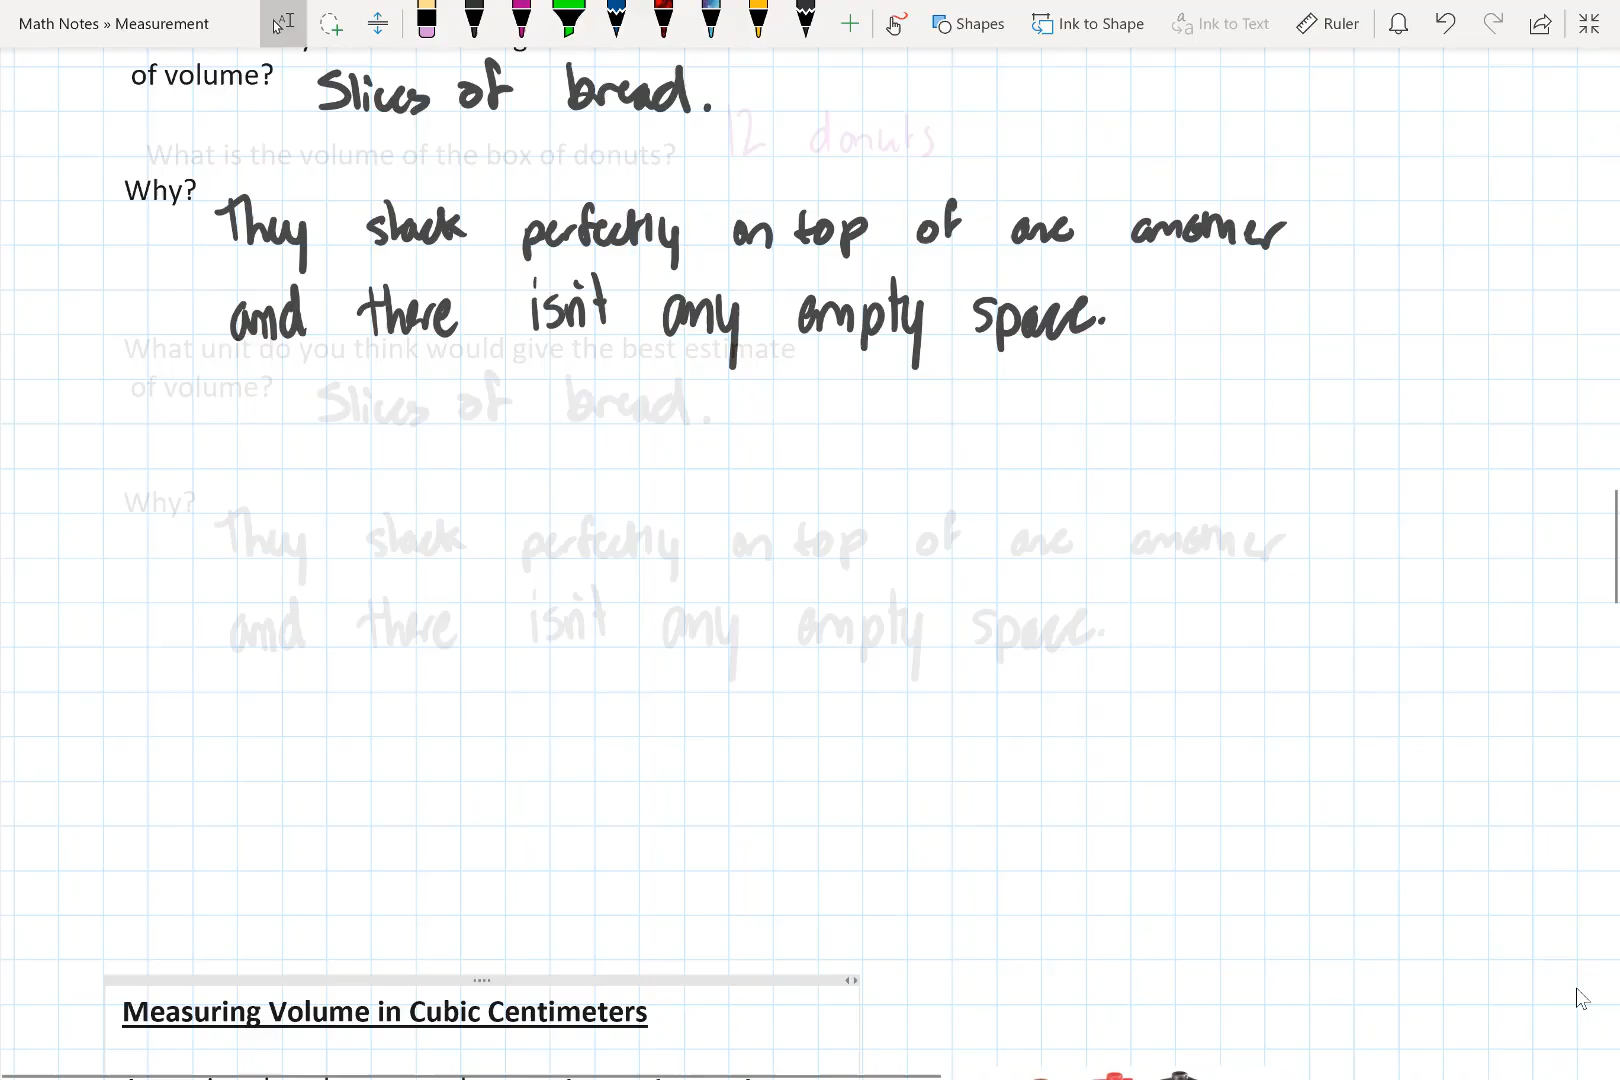 Math Notes » Measurement
Shapes
Ink to Shape
Ink to Text
Ruler
of volume? Slices of bread.
What is the volume of the box of donuts? 12 donuts
Why? They stack perfectly on top of one another
and there isn't any empty space.
What unit do you think would give the best estimate
of volume? Slices of bread.
Why? They stack perfectly on top of one another
and there isn't any empty space.
Measuring Volume in Cubic Centimeters